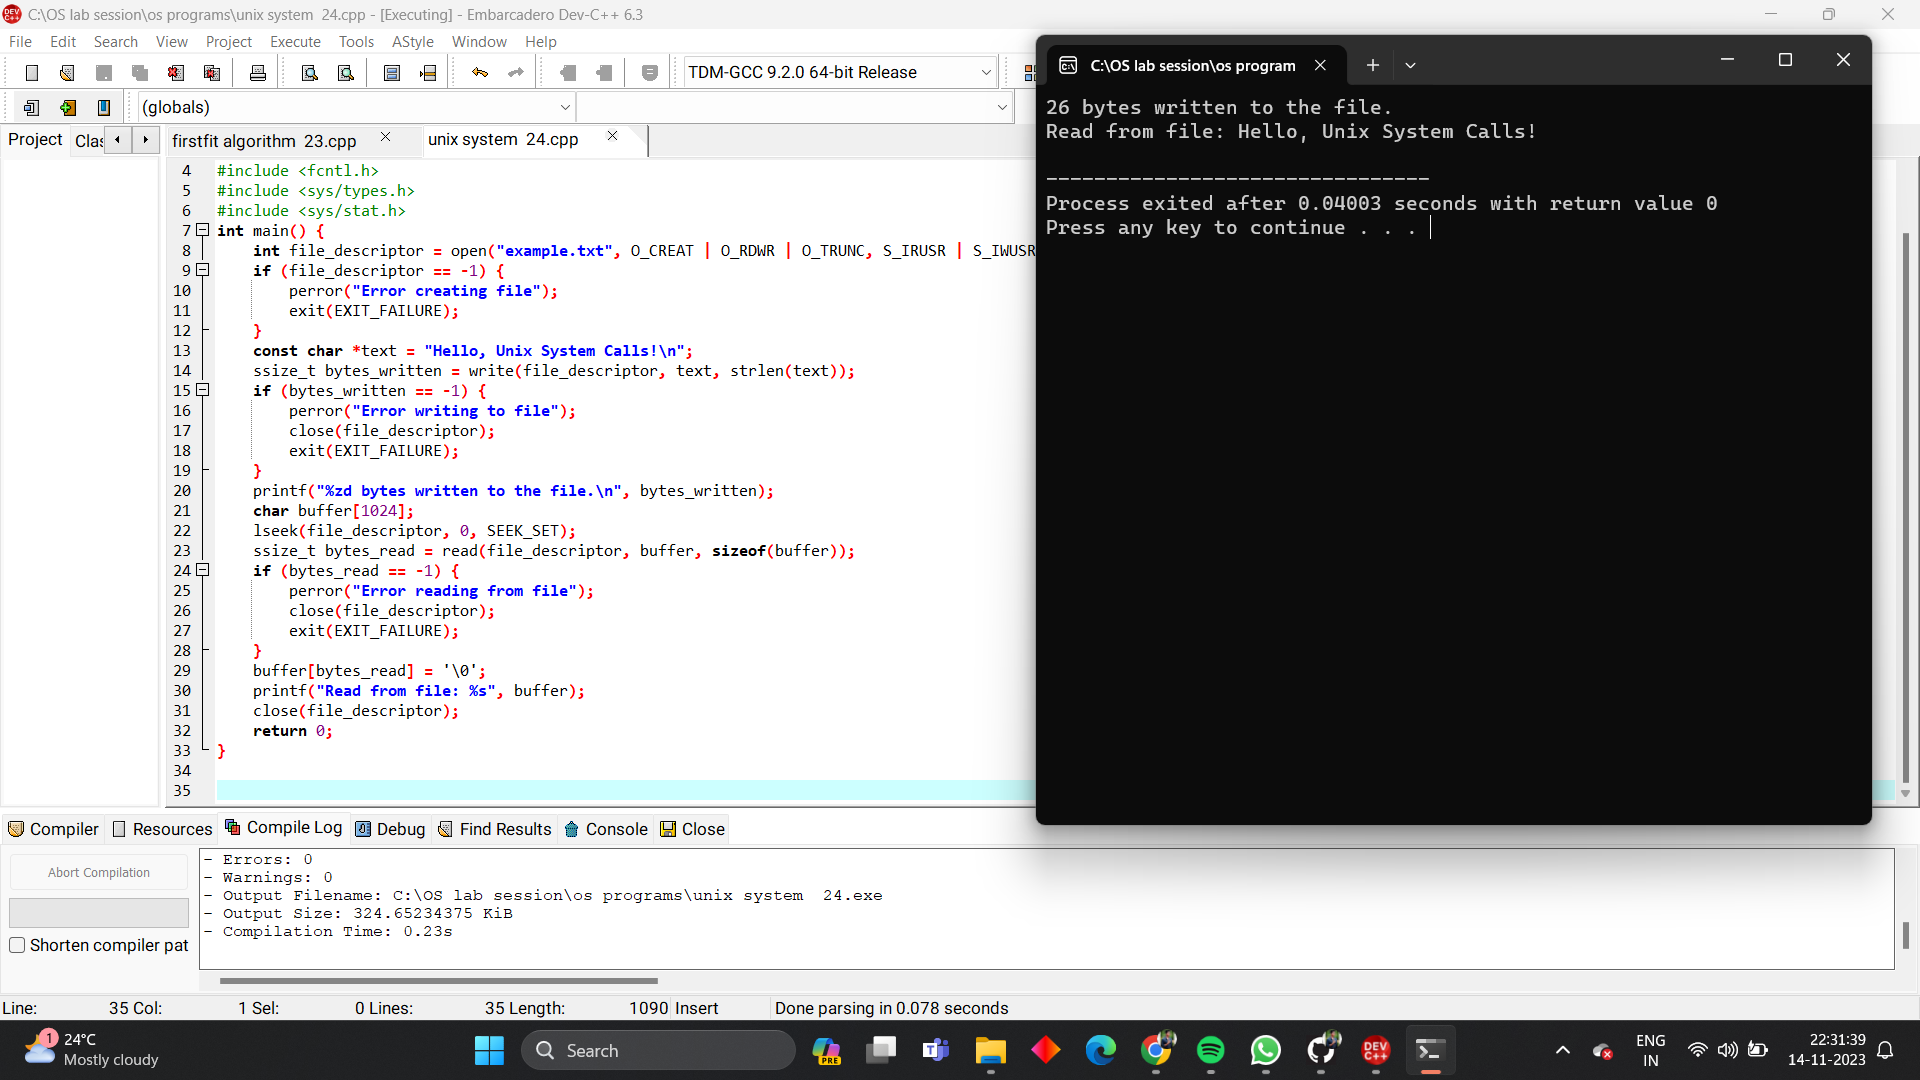 C:\OS lab session\os programs\unix system  24.cpp - [Executing] - Embarcadero Dev-C++ 6.3
File Edit Search View Project Execute Tools AStyle Window Help
TDM-GCC 9.2.0 64-bit Release
(globals)
Project Clas
firstfit algorithm  23.cpp
unix system  24.cpp
4 #include <fcntl.h>
5 #include <sys/types.h>
6 #include <sys/stat.h>
7 int main() {
8 int file_descriptor = open("example.txt", O_CREAT | O_RDWR | O_TRUNC, S_IRUSR | S_IWUSR
9 if (file_descriptor == -1) {
10 perror("Error creating file");
11 exit(EXIT_FAILURE);
12 }
13 const char *text = "Hello, Unix System Calls!\n";
14 ssize_t bytes_written = write(file_descriptor, text, strlen(text));
15 if (bytes_written == -1) {
16 perror("Error writing to file");
17 close(file_descriptor);
18 exit(EXIT_FAILURE);
19 }
20 printf("%zd bytes written to the file.\n", bytes_written);
21 char buffer[1024];
22 lseek(file_descriptor, 0, SEEK_SET);
23 ssize_t bytes_read = read(file_descriptor, buffer, sizeof(buffer));
24 if (bytes_read == -1) {
25 perror("Error reading from file");
26 close(file_descriptor);
27 exit(EXIT_FAILURE);
28 }
29 buffer[bytes_read] = '\0';
30 printf("Read from file: %s", buffer);
31 close(file_descriptor);
32 return 0;
33 }
34
35
C:\OS lab session\os program
26 bytes written to the file.
Read from file: Hello, Unix System Calls!
--------------------------------
Process exited after 0.04003 seconds with return value 0
Press any key to continue . . .
Compiler Resources Compile Log Debug Find Results Console Close
Abort Compilation
Shorten compiler pat
- Errors: 0
- Warnings: 0
- Output Filename: C:\OS lab session\os programs\unix system  24.exe
- Output Size: 324.65234375 KiB
- Compilation Time: 0.23s
Line: 35 Col: 1 Sel: 0 Lines: 35 Length: 1090 Insert Done parsing in 0.078 seconds
1
24°C
Mostly cloudy
Search
PRE
DEV C++
ENG
IN
22:31:39
14-11-2023